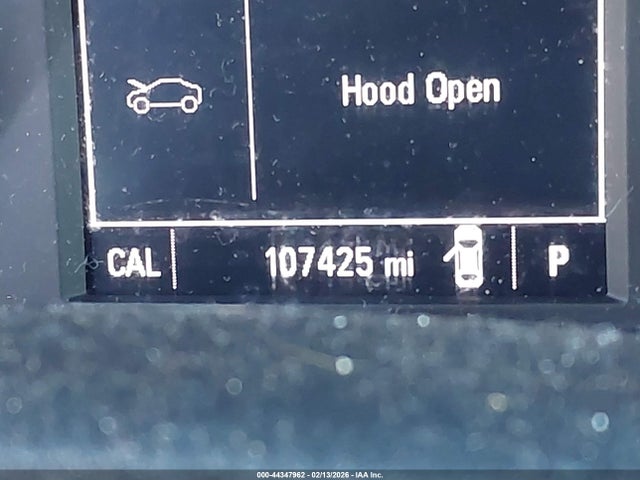 Hood Open
CAL 107425 mi P
000-44347962 - 02/13/2026 - IAA Inc.